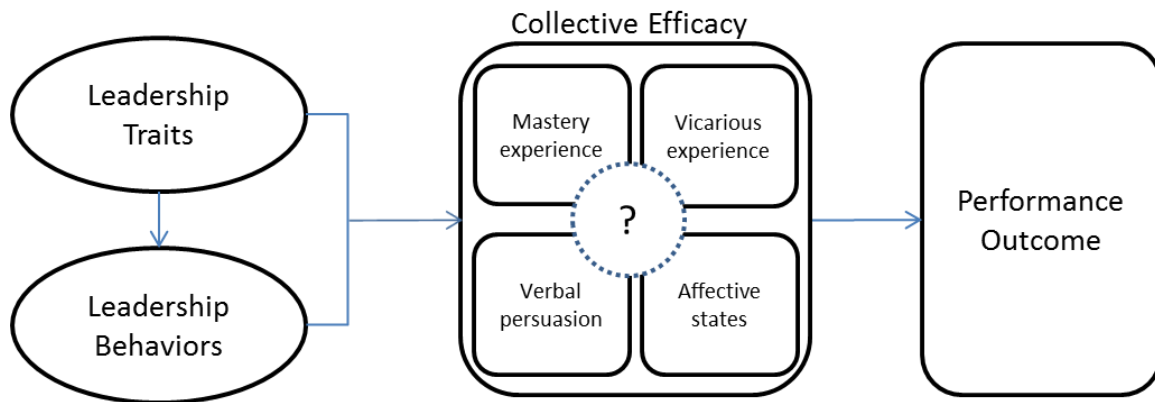 Collective Efficacy
Leadership
Traits
Leadership
Behaviors
Mastery
experience
Vicarious
experience
?
Verbal
persuasion
Affective
states
Performance
Outcome